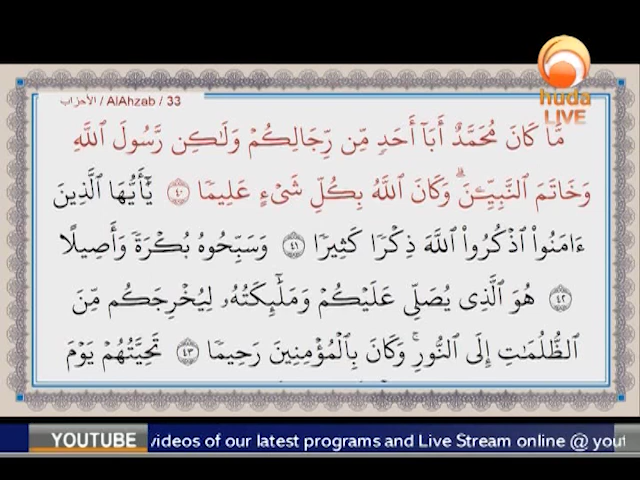 huda
LIVE
الأحزاب / AlAhzab / 33
مَّا كَانَ مُحَمَّدٌ أَبَآ أَحَدٍ مِّن رِّجَالِكُمْ وَلَـٰكِن رَّسُولَ ٱللَّهِ
وَخَاتَمَ ٱلنَّبِيِّـۧنَ ۗ وَكَانَ ٱللَّهُ بِكُلِّ شَىْءٍ عَلِيمًا ٤٠ يَـٰٓأَيُّهَا ٱلَّذِينَ
ءَامَنُوا۟ ٱذْكُرُوا۟ ٱللَّهَ ذِكْرًا كَثِيرًا ٤١ وَسَبِّحُوهُ بُكْرَةً وَأَصِيلًا
٤٢ هُوَ ٱلَّذِى يُصَلِّى عَلَيْكُمْ وَمَلَـٰٓئِكَتُهُۥ لِيُخْرِجَكُم مِّنَ
ٱلظُّلُمَـٰتِ إِلَى ٱلنُّورِ ۚ وَكَانَ بِٱلْمُؤْمِنِينَ رَحِيمًا ٤٣ تَحِيَّتُهُمْ يَوْمَ
YOUTUBE videos of our latest programs and Live Stream online @ yout